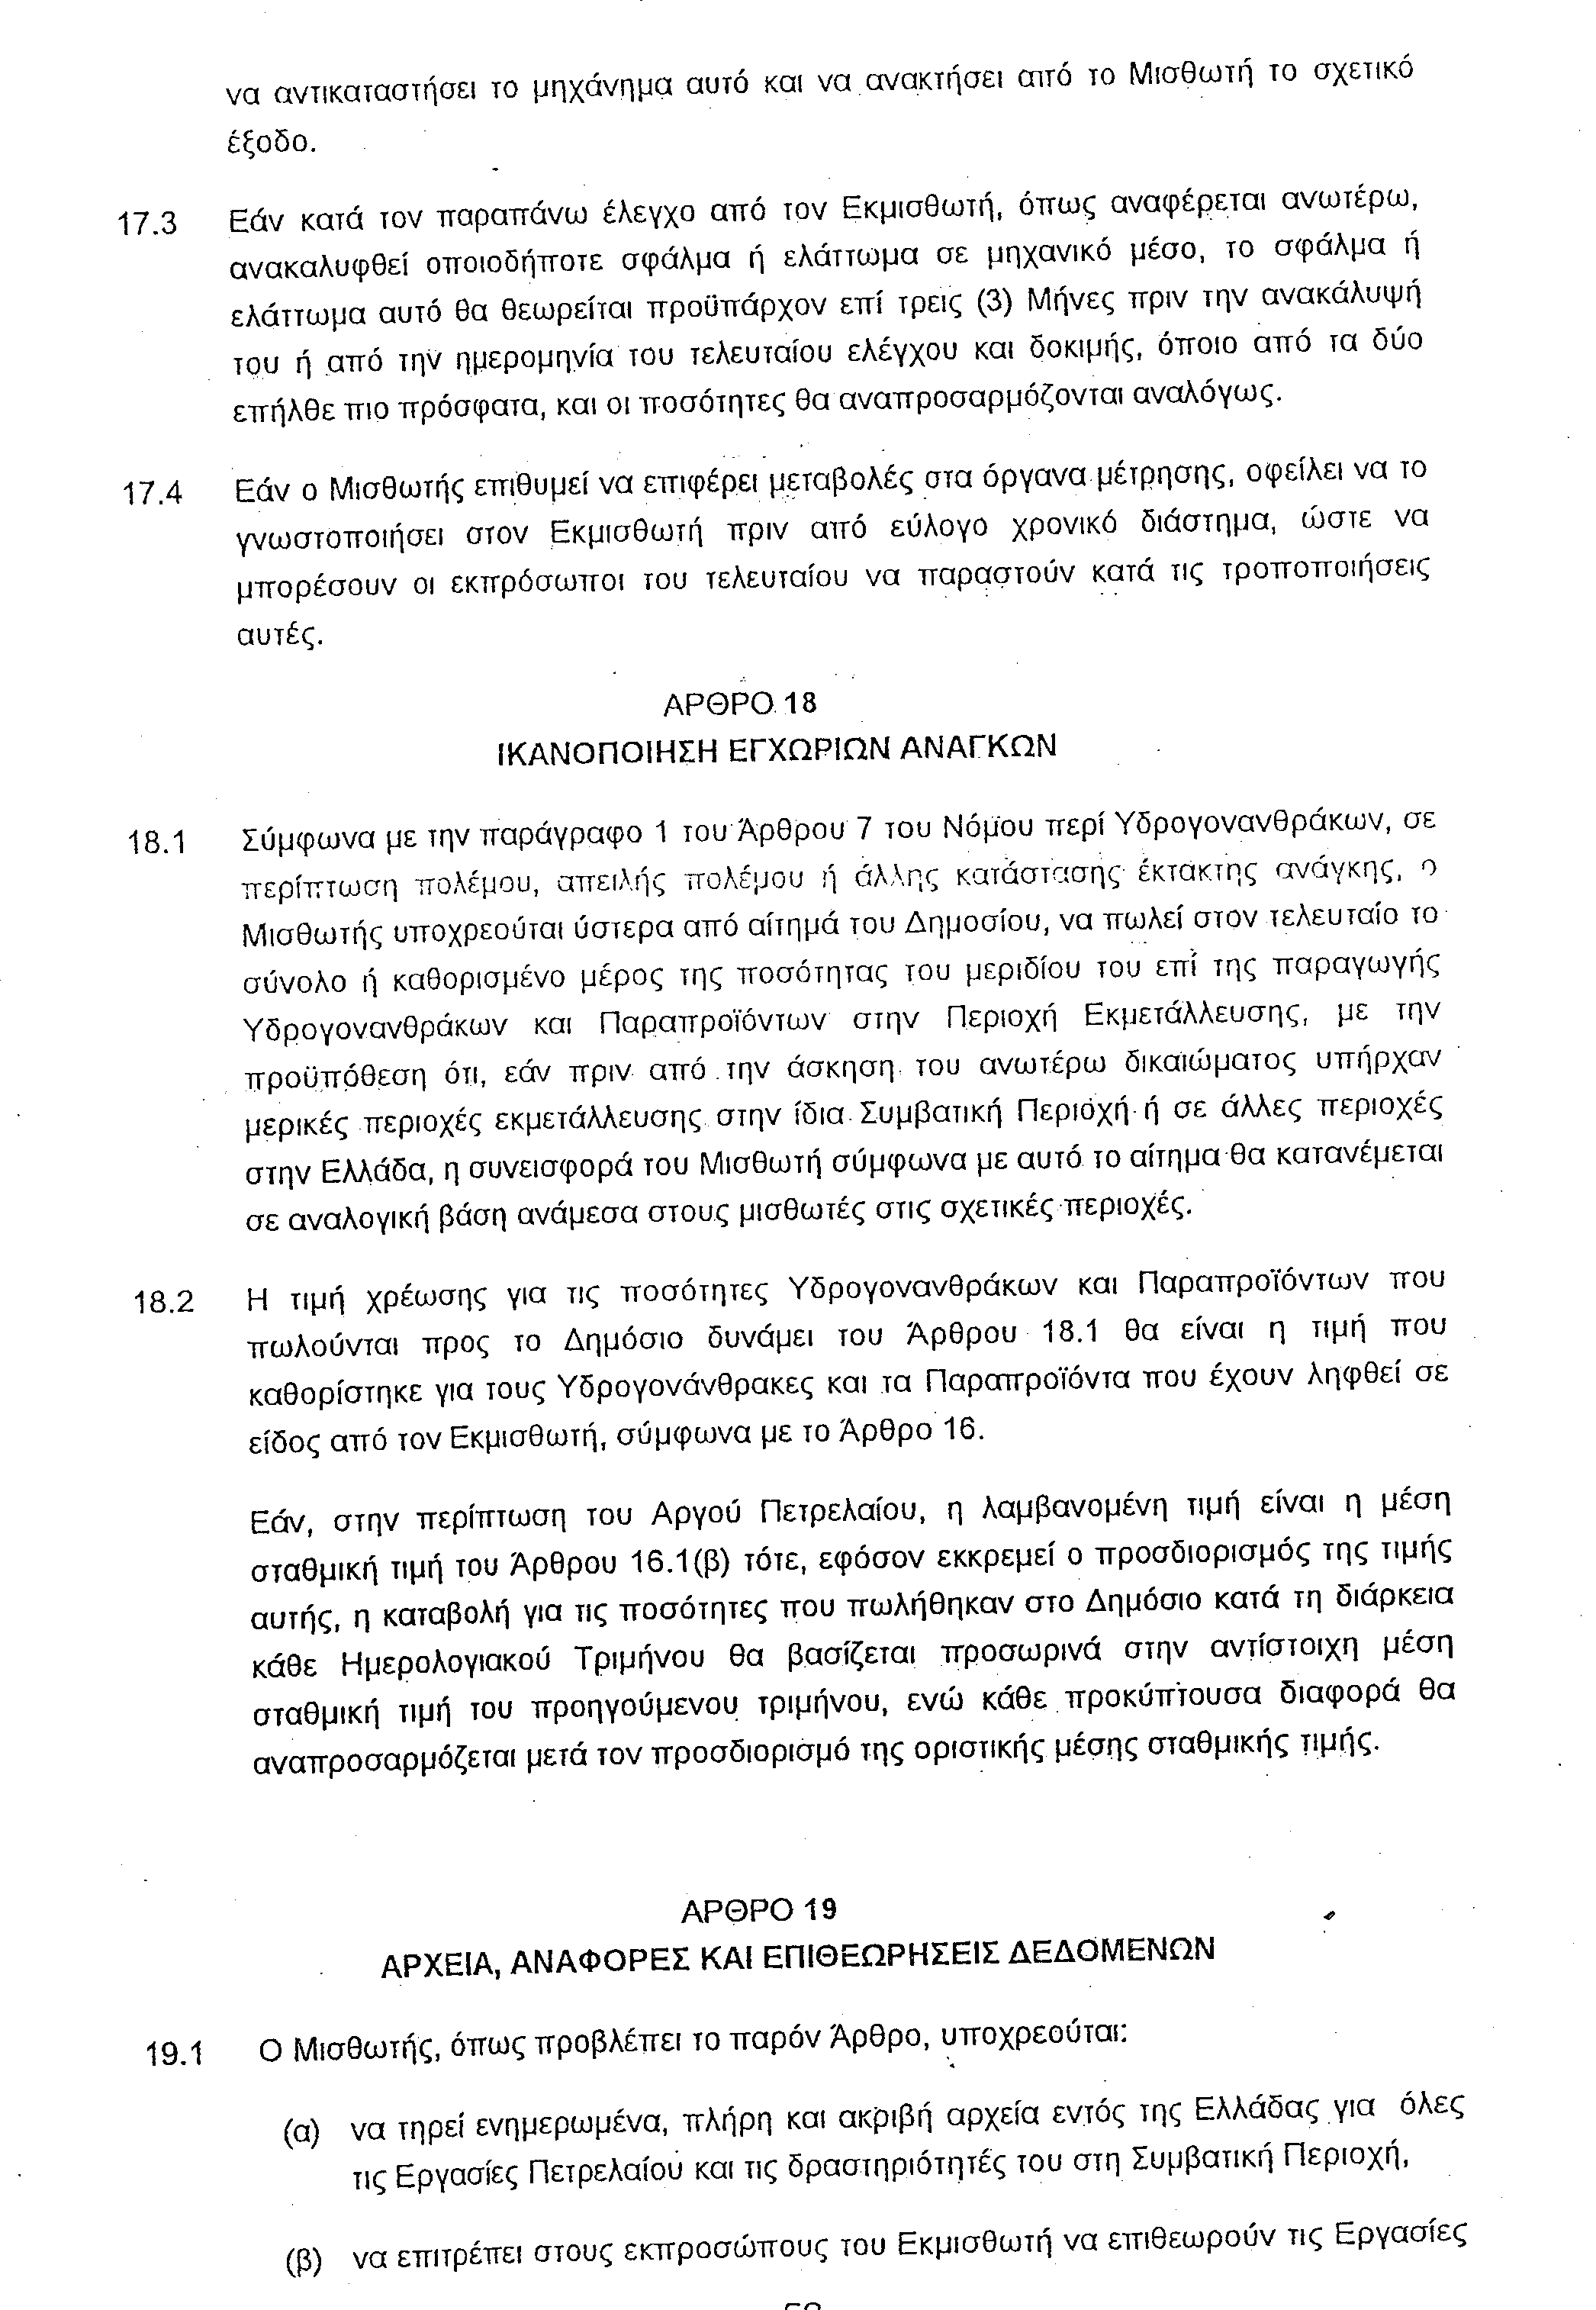 να αντικαταστήσει το μηχάνημα αυτό και να ανακτήσει από το Μισθωτή το σχετικό
έξοδο.
17.3 Εάν κατά τον παραπάνω έλεγχο από τον Εκμισθωτή, όπως αναφέρεται ανωτέρω,
ανακαλυφθεί οποιοδήποτε σφάλμα ή ελάττωμα σε μηχανικό μέσο, το σφάλμα ή
ελάττωμα αυτό θα θεωρείται προϋπάρχον επί τρεις (3) Μήνες πριν την ανακάλυψή
του ή από την ημερομηνία του τελευταίου ελέγχου και δοκιμής, όποιο από τα δύο
επήλθε πιο πρόσφατα, και οι ποσότητες θα αναπροσαρμόζονται αναλόγως.
17.4 Εάν ο Μισθωτής επιθυμεί να επιφέρει μεταβολές στα όργανα μέτρησης, οφείλει να το
γνωστοποιήσει στον Εκμισθωτή πριν από εύλογο χρονικό διάστημα, ώστε να
μπορέσουν οι εκπρόσωποι του τελευταίου να παραστούν κατά τις τροποποιήσεις
αυτές.
ΑΡΘΡΟ 18
ΙΚΑΝΟΠΟΙΗΣΗ ΕΓΧΩΡΙΩΝ ΑΝΑΓΚΩΝ
18.1 Σύμφωνα με την παράγραφο 1 του Άρθρου 7 του Νόμου περί Υδρογονανθράκων, σε
περίπτωση πολέμου, απειλής πολέμου ή άλλης κατάστασης έκτακτης ανάγκης, ο
Μισθωτής υποχρεούται ύστερα από αίτημά του Δημοσίου, να πωλεί στον τελευταίο το
σύνολο ή καθορισμένο μέρος της ποσότητας του μεριδίου του επί της παραγωγής
Υδρογονανθράκων και Παραπροϊόντων στην Περιοχή Εκμετάλλευσης, με την
προϋπόθεση ότι, εάν πριν από την άσκηση του ανωτέρω δικαιώματος υπήρχαν
μερικές περιοχές εκμετάλλευσης στην ίδια Συμβατική Περιοχή ή σε άλλες περιοχές
στην Ελλάδα, η συνεισφορά του Μισθωτή σύμφωνα με αυτό το αίτημα θα κατανέμεται
σε αναλογική βάση ανάμεσα στους μισθωτές στις σχετικές περιοχές.
18.2 Η τιμή χρέωσης για τις ποσότητες Υδρογονανθράκων και Παραπροϊόντων που
πωλούνται προς το Δημόσιο δυνάμει του Άρθρου 18.1 θα είναι η τιμή που
καθορίστηκε για τους Υδρογονάνθρακες και τα Παραπροϊόντα που έχουν ληφθεί σε
είδος από τον Εκμισθωτή, σύμφωνα με το Άρθρο 16.
Εάν, στην περίπτωση του Αργού Πετρελαίου, η λαμβανομένη τιμή είναι η μέση
σταθμική τιμή του Άρθρου 16.1(β) τότε, εφόσον εκκρεμεί ο προσδιορισμός της τιμής
αυτής, η καταβολή για τις ποσότητες που πωλήθηκαν στο Δημόσιο κατά τη διάρκεια
κάθε Ημερολογιακού Τριμήνου θα βασίζεται προσωρινά στην αντίστοιχη μέση
σταθμική τιμή του προηγούμενου τριμήνου, ενώ κάθε προκύπτουσα διαφορά θα
αναπροσαρμόζεται μετά τον προσδιορισμό της οριστικής μέσης σταθμικής τιμής.
ΑΡΘΡΟ 19
ΑΡΧΕΙΑ, ΑΝΑΦΟΡΕΣ ΚΑΙ ΕΠΙΘΕΩΡΗΣΕΙΣ ΔΕΔΟΜΕΝΩΝ
19.1 Ο Μισθωτής, όπως προβλέπει το παρόν Άρθρο, υποχρεούται:
(α) να τηρεί ενημερωμένα, πλήρη και ακριβή αρχεία εντός της Ελλάδας για όλες
τις Εργασίες Πετρελαίου και τις δραστηριότητές του στη Συμβατική Περιοχή,
(β) να επιτρέπει στους εκπροσώπους του Εκμισθωτή να επιθεωρούν τις Εργασίες